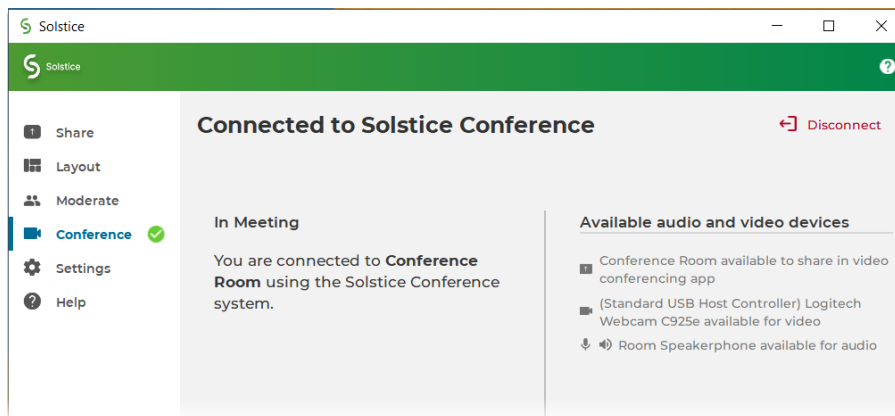 Solstice
Solstice
Share
Layout
Moderate
Conference
Settings
Help
Connected to Solstice Conference
Disconnect
In Meeting
You are connected to Conference
Room using the Solstice Conference
system.
Available audio and video devices
Conference Room available to share in video
conferencing app
(Standard USB Host Controller) Logitech
Webcam C925e available for video
Room Speakerphone available for audio